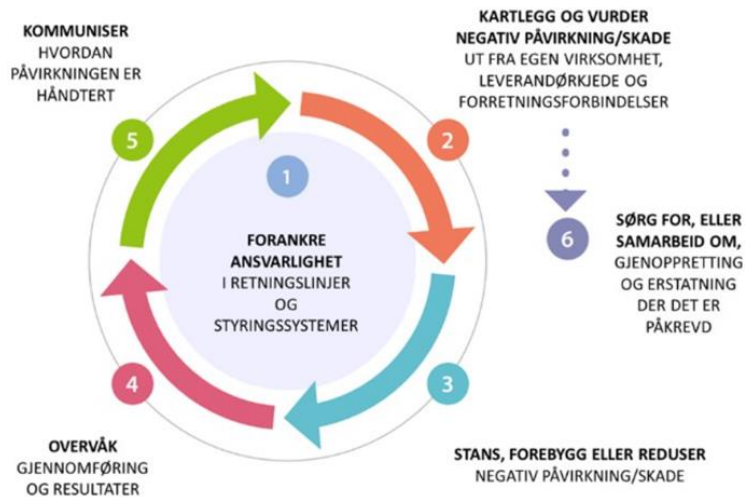 1
FORANKRE
ANSVARLIGHET
I RETNINGSLINJER
OG
STYRINGSSYSTEMER
2
KARTLEGG OG VURDER
NEGATIV PÅVIRKNING/SKADE
UT FRA EGEN VIRKSOMHET,
LEVERANDØRKJEDE OG
FORRETNINGSFORBINDELSER
3
STANS, FOREBYGG ELLER REDUSER
NEGATIV PÅVIRKNING/SKADE
4
OVERVÅK
GJENNOMFØRING
OG RESULTATER
5
KOMMUNISER
HVORDAN
PÅVIRKNINGEN ER
HÅNDTERT
6
SØRG FOR, ELLER
SAMARBEID OM,
GJENOPPRETTING
OG ERSTATNING
DER DET ER
PÅKREVD